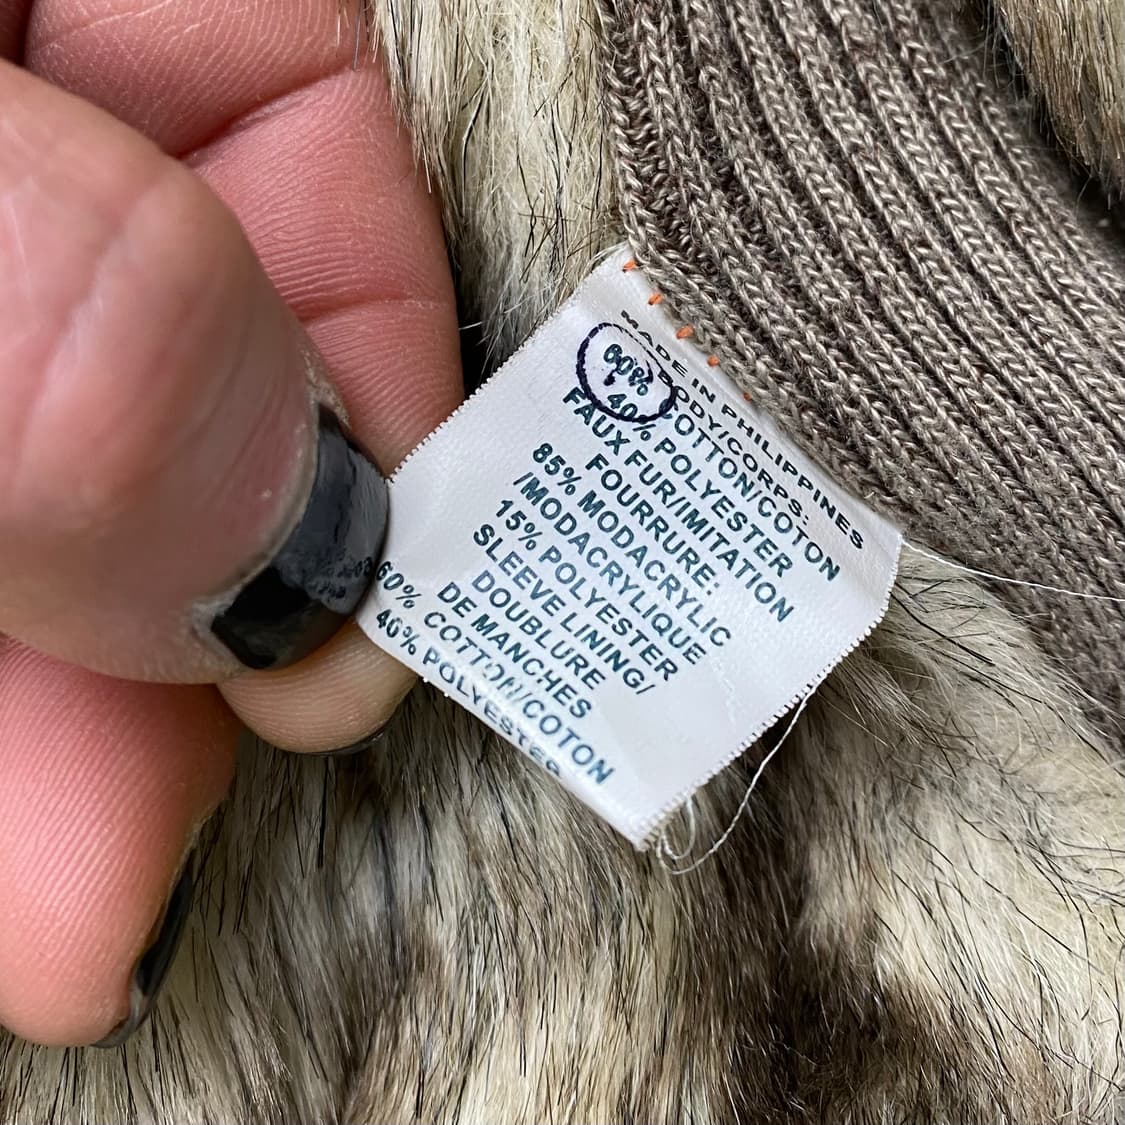 MADE IN PHILIPPINES
BODY/CORPS:
60% COTTON/COTON
40% POLYESTER
FAUX FUR/IMITATION
FOURRURE:
85% MODACRYLIC
/MODACRYLIQUE
15% POLYESTER
SLEEVE LINING/
DOUBLURE
DE MANCHES
60% COTTON/COTON
40% POLYESTER